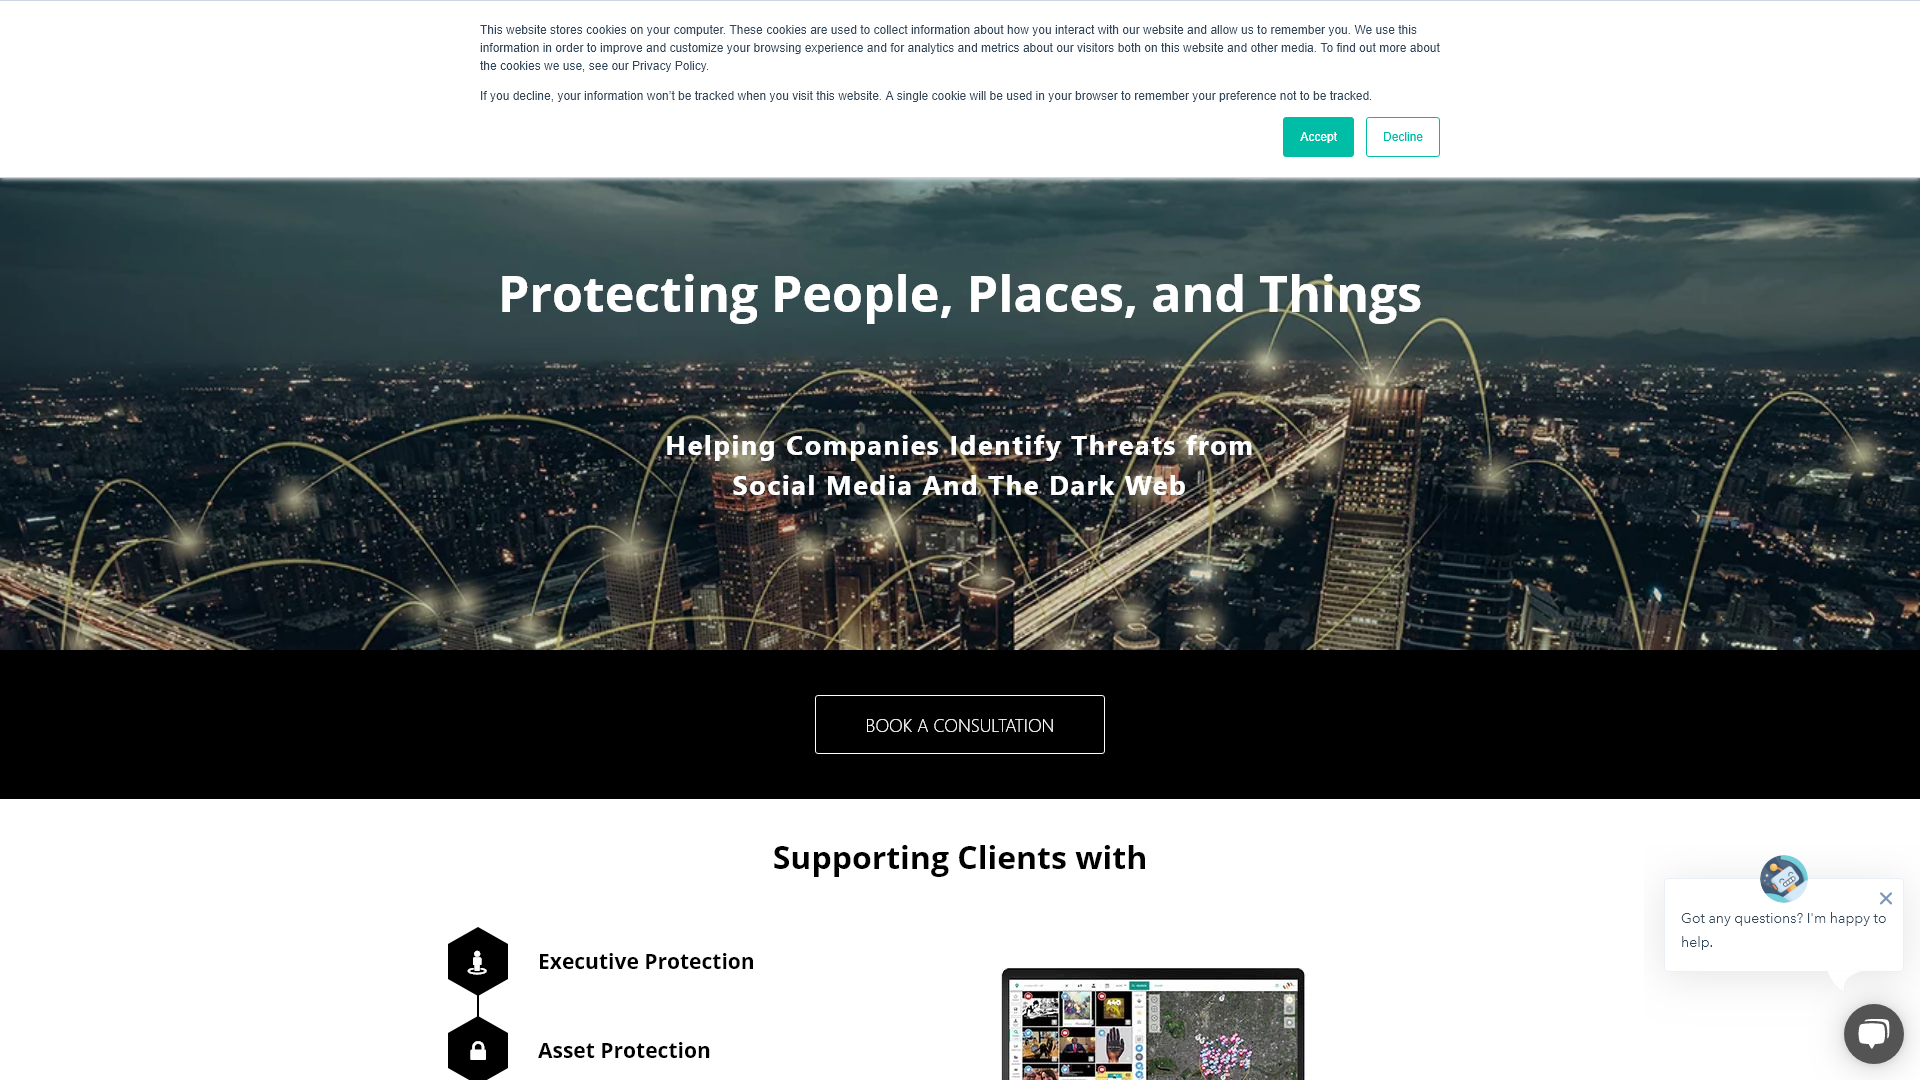 This website stores cookies on your computer. These cookies are used to collect information about how you interact with our website and allow us to remember you. We use this
information in order to improve and customize your browsing experience and for analytics and metrics about our visitors both on this website and other media. To find out more about
the cookies we use, see our Privacy Policy.
If you decline, your information won't be tracked when you visit this website. A single cookie will be used in your browser to remember your preference not to be tracked.
Accept
Decline
Protecting People, Places, and Things
Helping Companies Identify Threats from
Social Media And The Dark Web
BOOK A CONSULTATION
Supporting Clients with
Executive Protection
Asset Protection
Got any questions? I'm happy to
help.